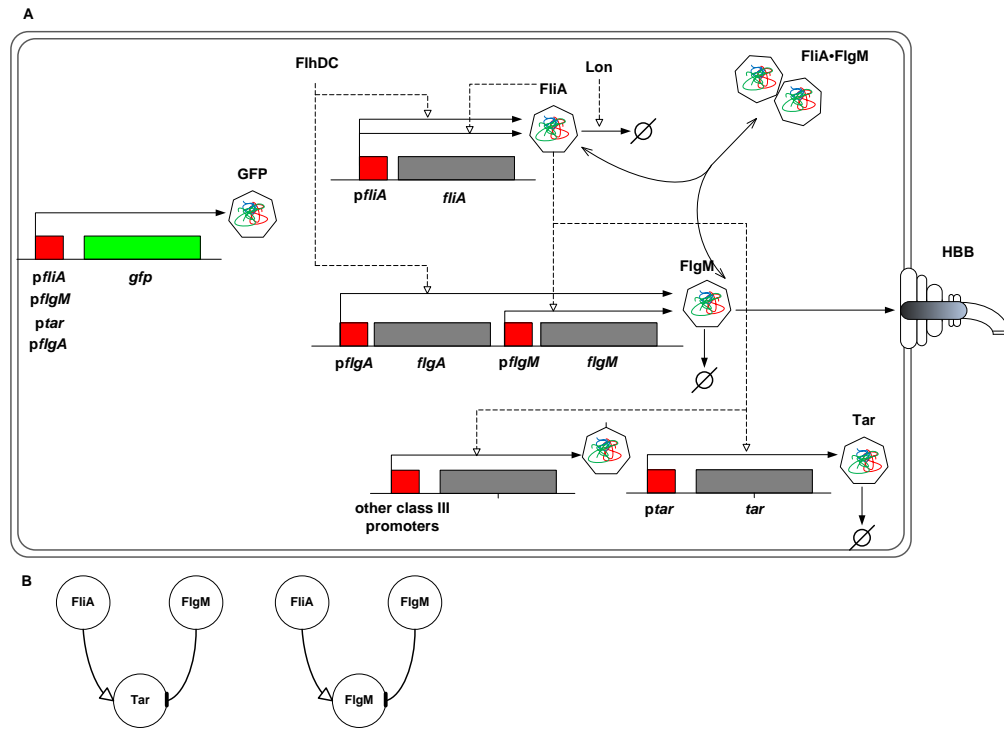 A
FlhDC
FliA
Lon
FliA•FlgM
pfliA
fliA
GFP
pfliA
gfp
pflgM
ptar
pflgA
FlgM
HBB
pflgA
flgA
pflgM
flgM
Tar
other class III
promoters
ptar
tar
B
FliA
FlgM
FliA
FlgM
Tar
FlgM